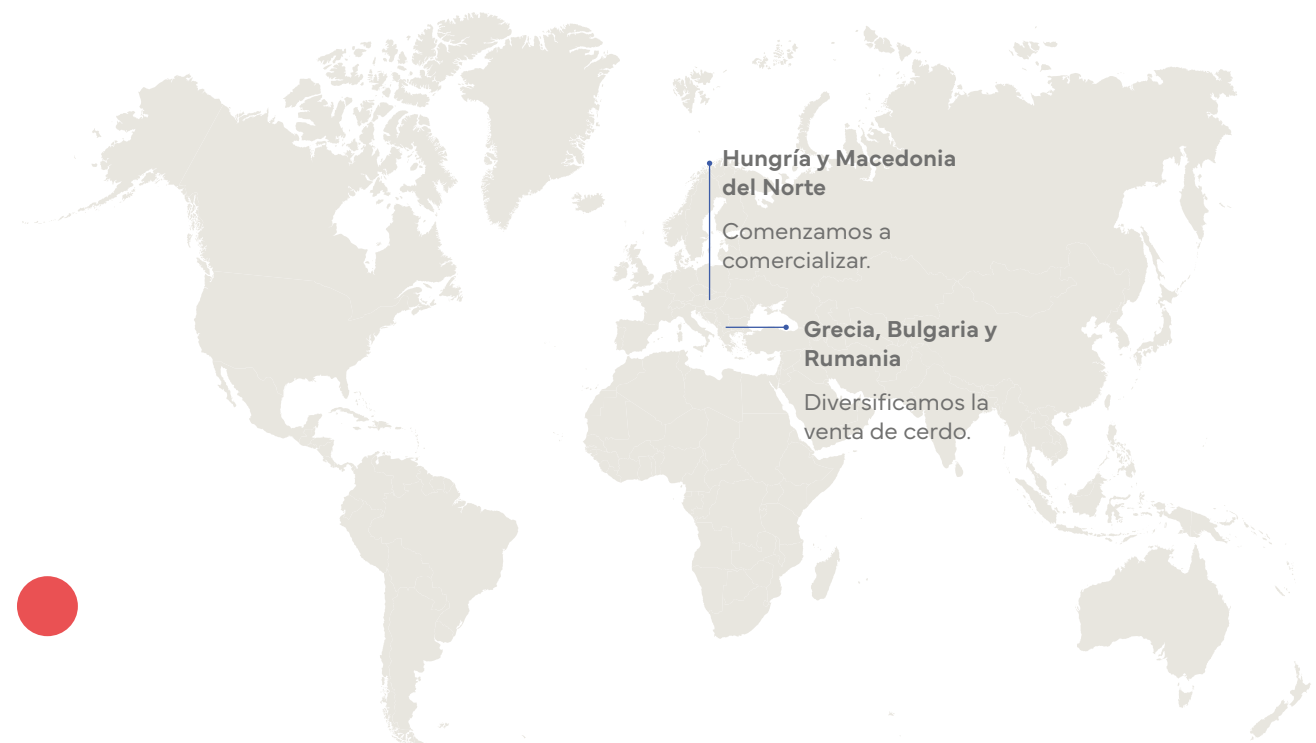 Hungría y Macedonia
del Norte
Comenzamos a
comercializar.
Grecia, Bulgaria y
Rumania
Diversificamos la
venta de cerdo.